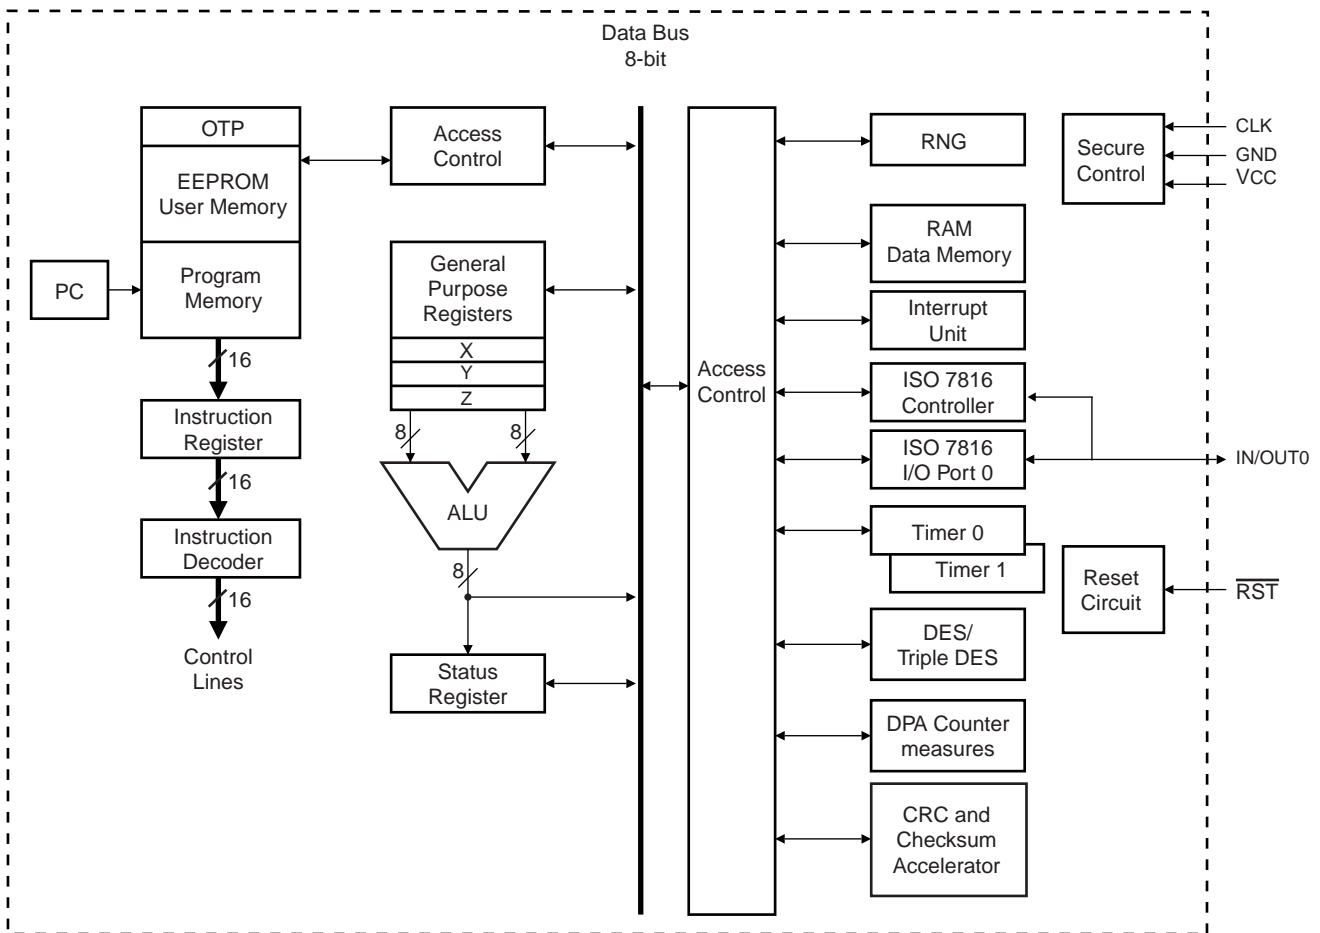 Data Bus
8-bit
OTP
EEPROM
User Memory
Program
Memory
PC
16
Instruction
Register
16
Instruction
Decoder
16
Control
Lines
Access
Control
General
Purpose
Registers
X
Y
Z
8
8
ALU
8
Status
Register
Access
Control
RNG
RAM
Data Memory
Interrupt
Unit
ISO 7816
Controller
ISO 7816
I/O Port 0
Timer 0
Timer 1
DES/
Triple DES
DPA Counter
measures
CRC and
Checksum
Accelerator
Secure
Control
CLK
GND
VCC
IN/OUT0
Reset
Circuit
RST